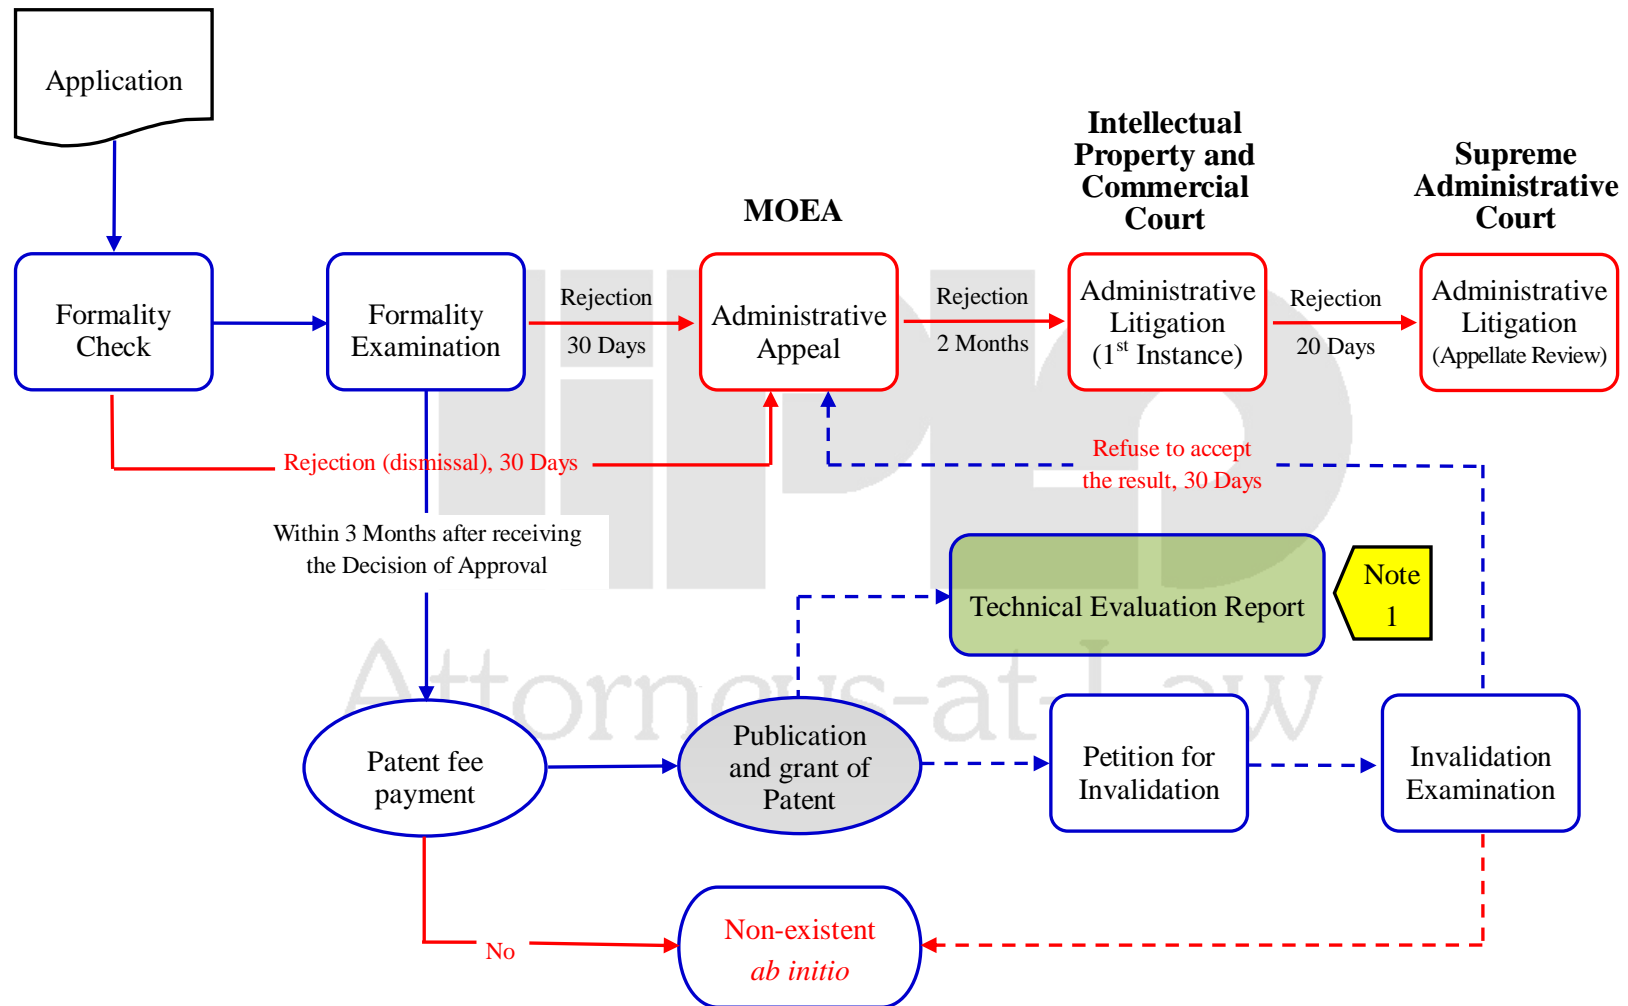 Application
Intellectual
Property and
Commercial
Court
Supreme
Administrative
Court
MOEA
Formality
Check
Formality
Examination
Rejection
30 Days
Administrative
Appeal
Rejection
2 Months
Administrative
Litigation
(1st Instance)
Rejection
20 Days
Administrative
Litigation
(Appellate Review)
Rejection (dismissal), 30 Days
Refuse to accept
the result, 30 Days
Within 3 Months after receiving
the Decision of Approval
Technical Evaluation Report
Note
1
Attorneys-at-Law
Patent fee
payment
Publication
and grant of
Patent
Petition for
Invalidation
Invalidation
Examination
No
Non-existent
ab initio